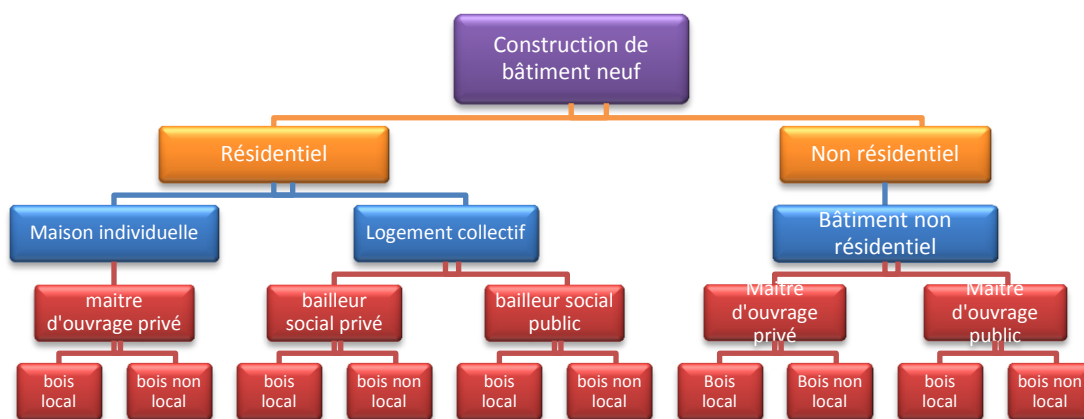 Construction de
bâtiment neuf
Résidentiel
Non résidentiel
Maison individuelle
Logement collectif
Bâtiment non
résidentiel
maitre
d'ouvrage privé
bailleur
social privé
bailleur social
public
Maitre
d'ouvrage
privé
Maitre
d'ouvrage
public
bois
local
bois non
local
bois
local
bois non
local
bois
local
bois non
local
Bois
local
Bois non
local
bois
local
bois non
local